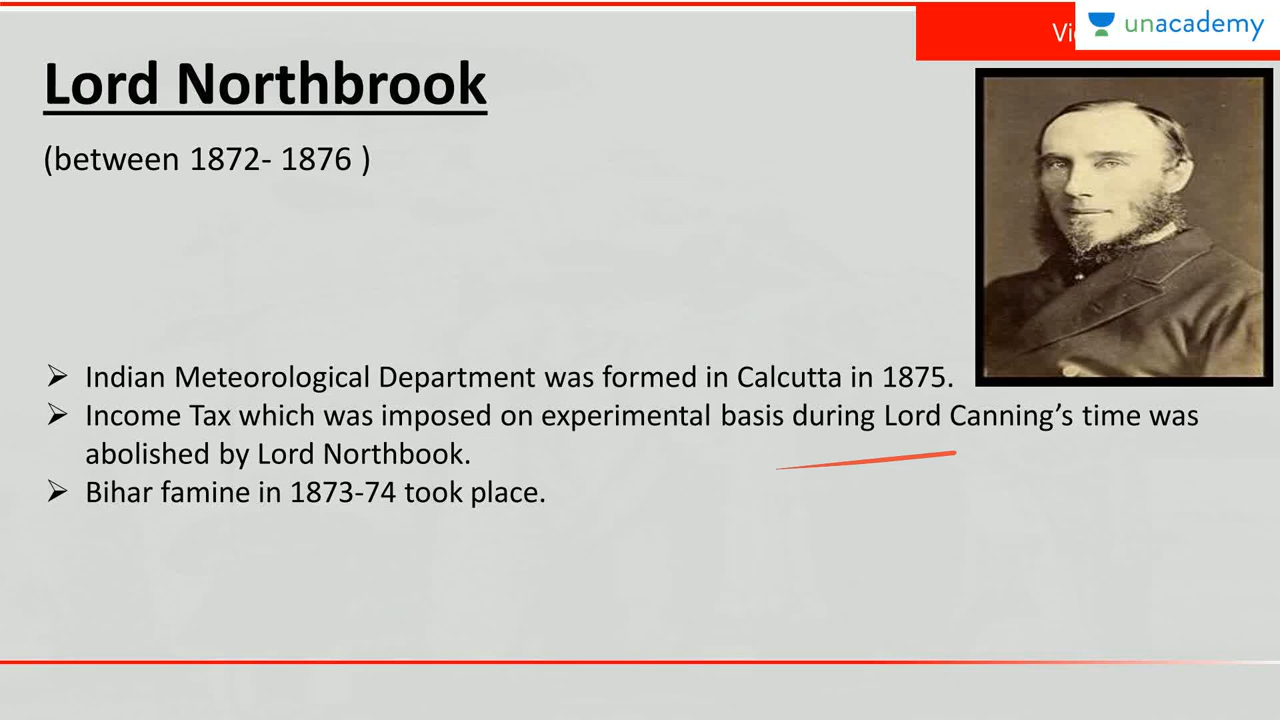 unacademy
Vi
Lord Northbrook
(between 1872- 1876 )
➢ Indian Meteorological Department was formed in Calcutta in 1875.
➢ Income Tax which was imposed on experimental basis during Lord Canning’s time was
abolished by Lord Northbook.
➢ Bihar famine in 1873-74 took place.